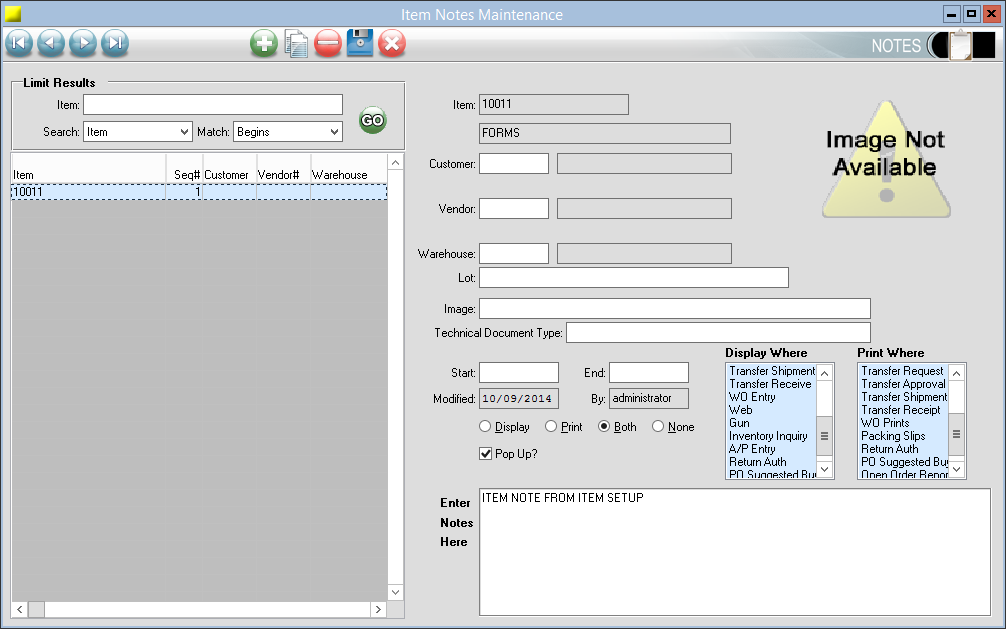 Item Notes Maintenance
NOTES
Limit Results
Item:
Search: Item Match: Begins
GO
Item Seq# Customer Vendor# Warehouse
10011 1
Item: 10011
FORMS
Customer:
Vendor:
Warehouse:
Lot:
Image:
Technical Document Type:
Image Not
Available
Start: End:
Modified: 10/09/2014 By: administrator
Display Print Both None
Pop Up?
Display Where
Transfer Shipment
Transfer Receive
WO Entry
Web
Gun
Inventory Inquiry
A/P Entry
Return Auth
PO Suggested Bu
Print Where
Transfer Request
Transfer Approval
Transfer Shipment
Transfer Receipt
WO Prints
Packing Slips
Return Auth
PO Suggested Buy
Open Order Repor
Enter
Notes
Here
ITEM NOTE FROM ITEM SETUP